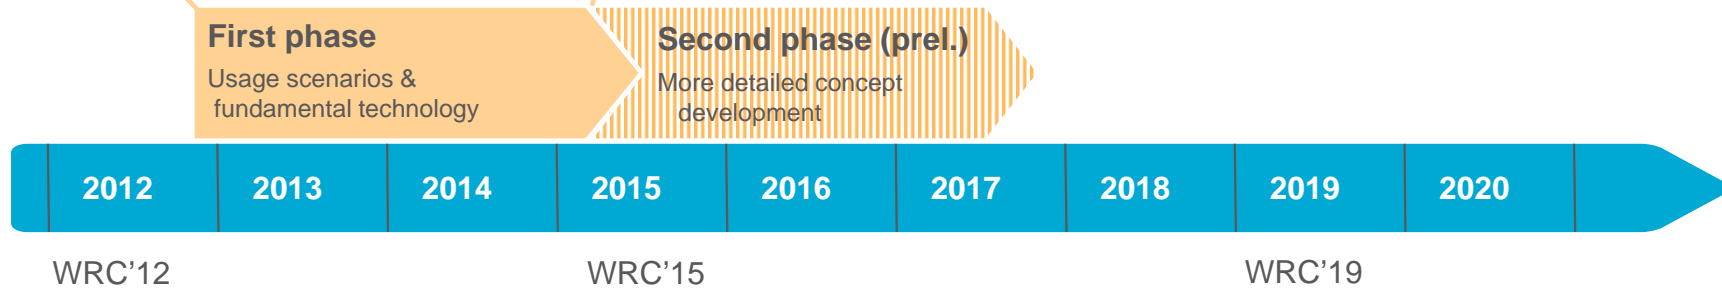 First phase
Usage scenarios &
fundamental technology
Second phase (prel.)
More detailed concept
development
2012 2013 2014 2015 2016 2017 2018 2019 2020
WRC’12 WRC’15 WRC’19